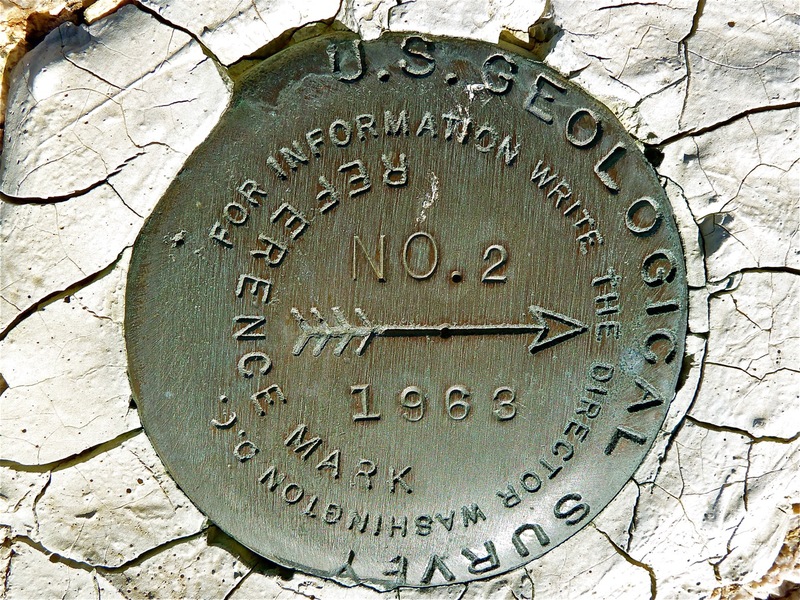 U.S. GEOLOGICAL SURVEY
FOR INFORMATION WRITE THE DIRECTOR WASHINGTON D.C.
REFERENCE MARK
NO. 2
1963